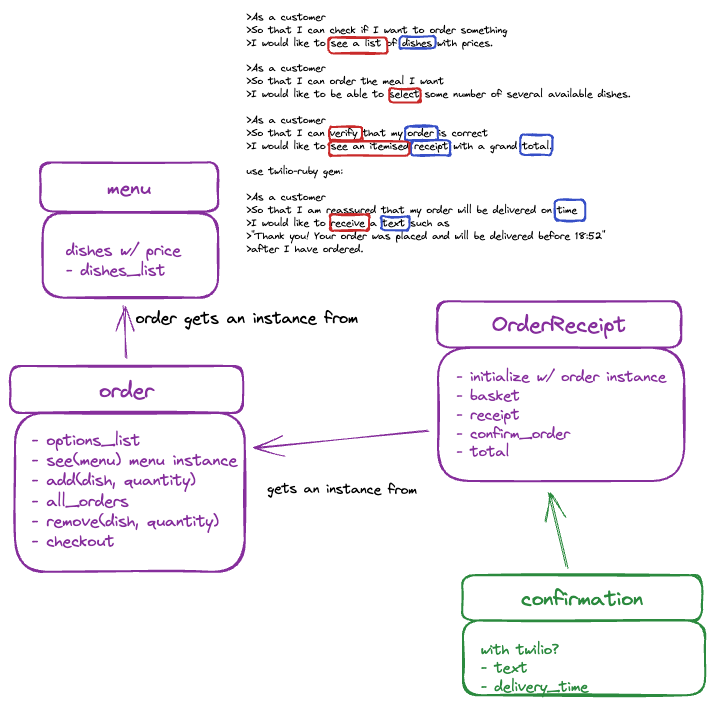 >As a customer
>So that I can check if I want to order something
>I would like to see a list of dishes with prices.
>As a customer
>So that I can order the meal I want
>I would like to be able to select some number of several available dishes.
>As a customer
>So that I can verify that my order is correct
>I would like to see an itemised receipt with a grand total.
use twilio-ruby gem:
>As a customer
>So that I am reassured that my order will be delivered on time
>I would like to receive a text such as
>"Thank you! Your order was placed and will be delivered before 18:52"
>after I have ordered.
menu
dishes w/ price
- dishes_list
order gets an instance from
order
- options_list
- see(menu) menu instance
- add(dish, quantity)
- all_orders
- remove(dish, quantity)
- checkout
gets an instance from
OrderReceipt
- initialize w/ order instance
- basket
- receipt
- confirm_order
- total
confirmation
with twilio?
- text
- delivery_time